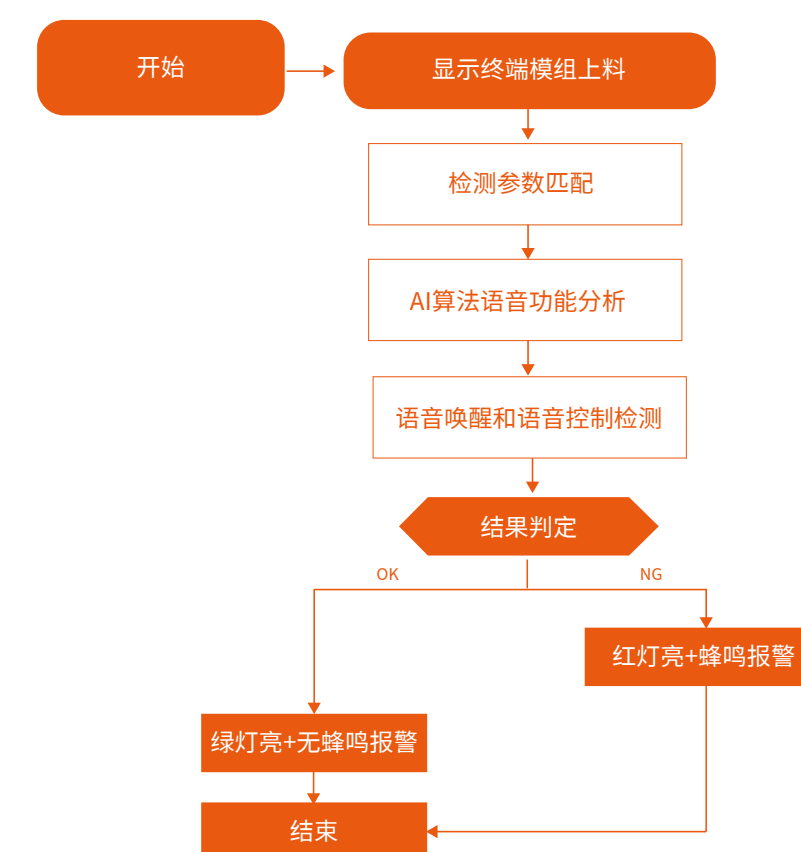 开始
显示终端模组上料
检测参数匹配
AI算法语音功能分析
语音唤醒和语音控制检测
结果判定
OK
NG
红灯亮+蜂鸣报警
绿灯亮+无蜂鸣报警
结束